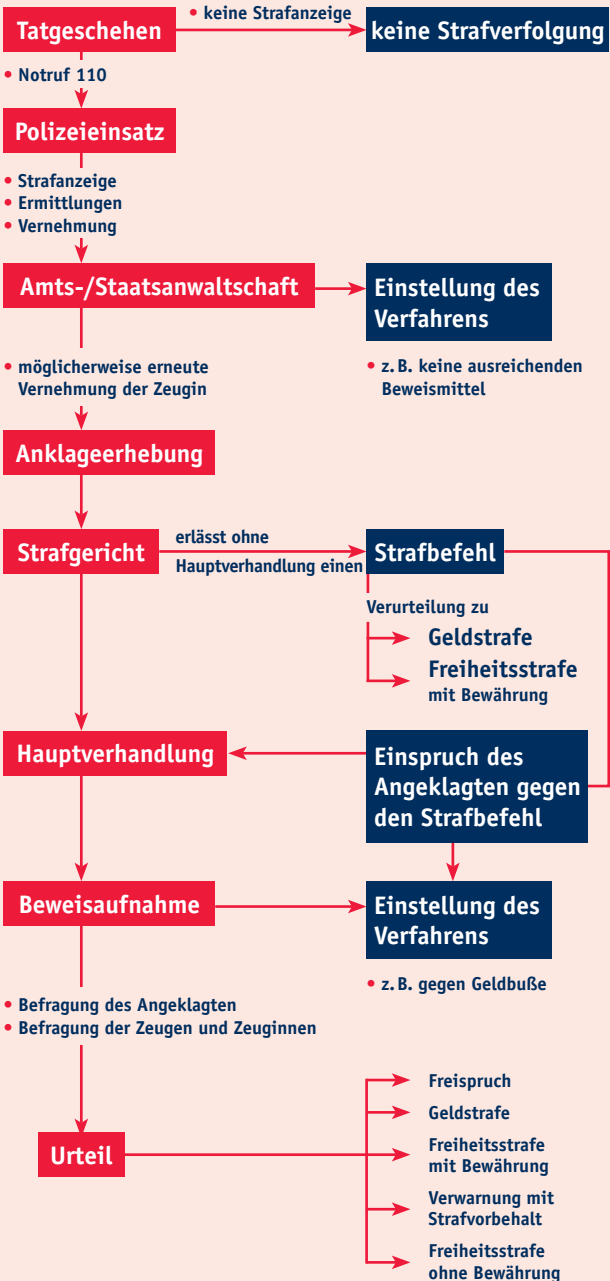 Tatgeschehen
• keine Strafanzeige
keine Strafverfolgung
• Notruf 110
Polizeieinsatz
• Strafanzeige
• Ermittlungen
• Vernehmung
Amts-/Staatsanwaltschaft
Einstellung des
Verfahrens
• möglicherweise erneute
Vernehmung der Zeugin
• z. B. keine ausreichenden
Beweismittel
Anklageerhebung
Strafgericht
erlässt ohne
Hauptverhandlung einen
Strafbefehl
Verurteilung zu
Geldstrafe
Freiheitsstrafe
mit Bewährung
Hauptverhandlung
Einspruch des
Angeklagten gegen
den Strafbefehl
Beweisaufnahme
Einstellung des
Verfahrens
• z. B. gegen Geldbuße
• Befragung des Angeklagten
• Befragung der Zeugen und Zeuginnen
Urteil
Freispruch
Geldstrafe
Freiheitsstrafe
mit Bewährung
Verwarnung mit
Strafvorbehalt
Freiheitsstrafe
ohne Bewährung